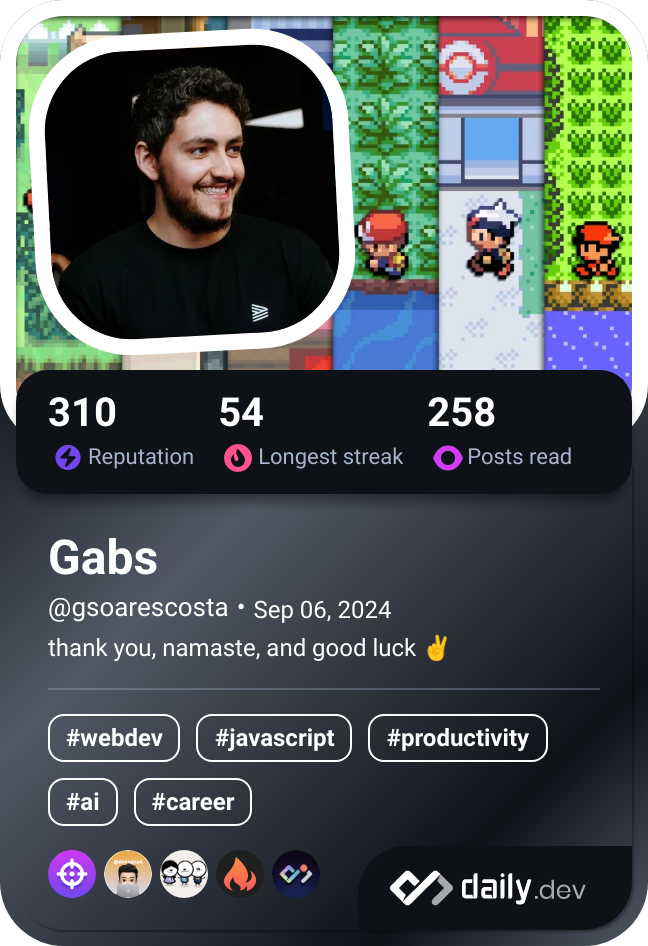 310 54 258
Reputation Longest streak Posts read
Gabs
@gsoarescosta • Sep 06, 2024
thank you, namaste, and good luck ✌️
#webdev #javascript #productivity
#ai #career
daily.dev